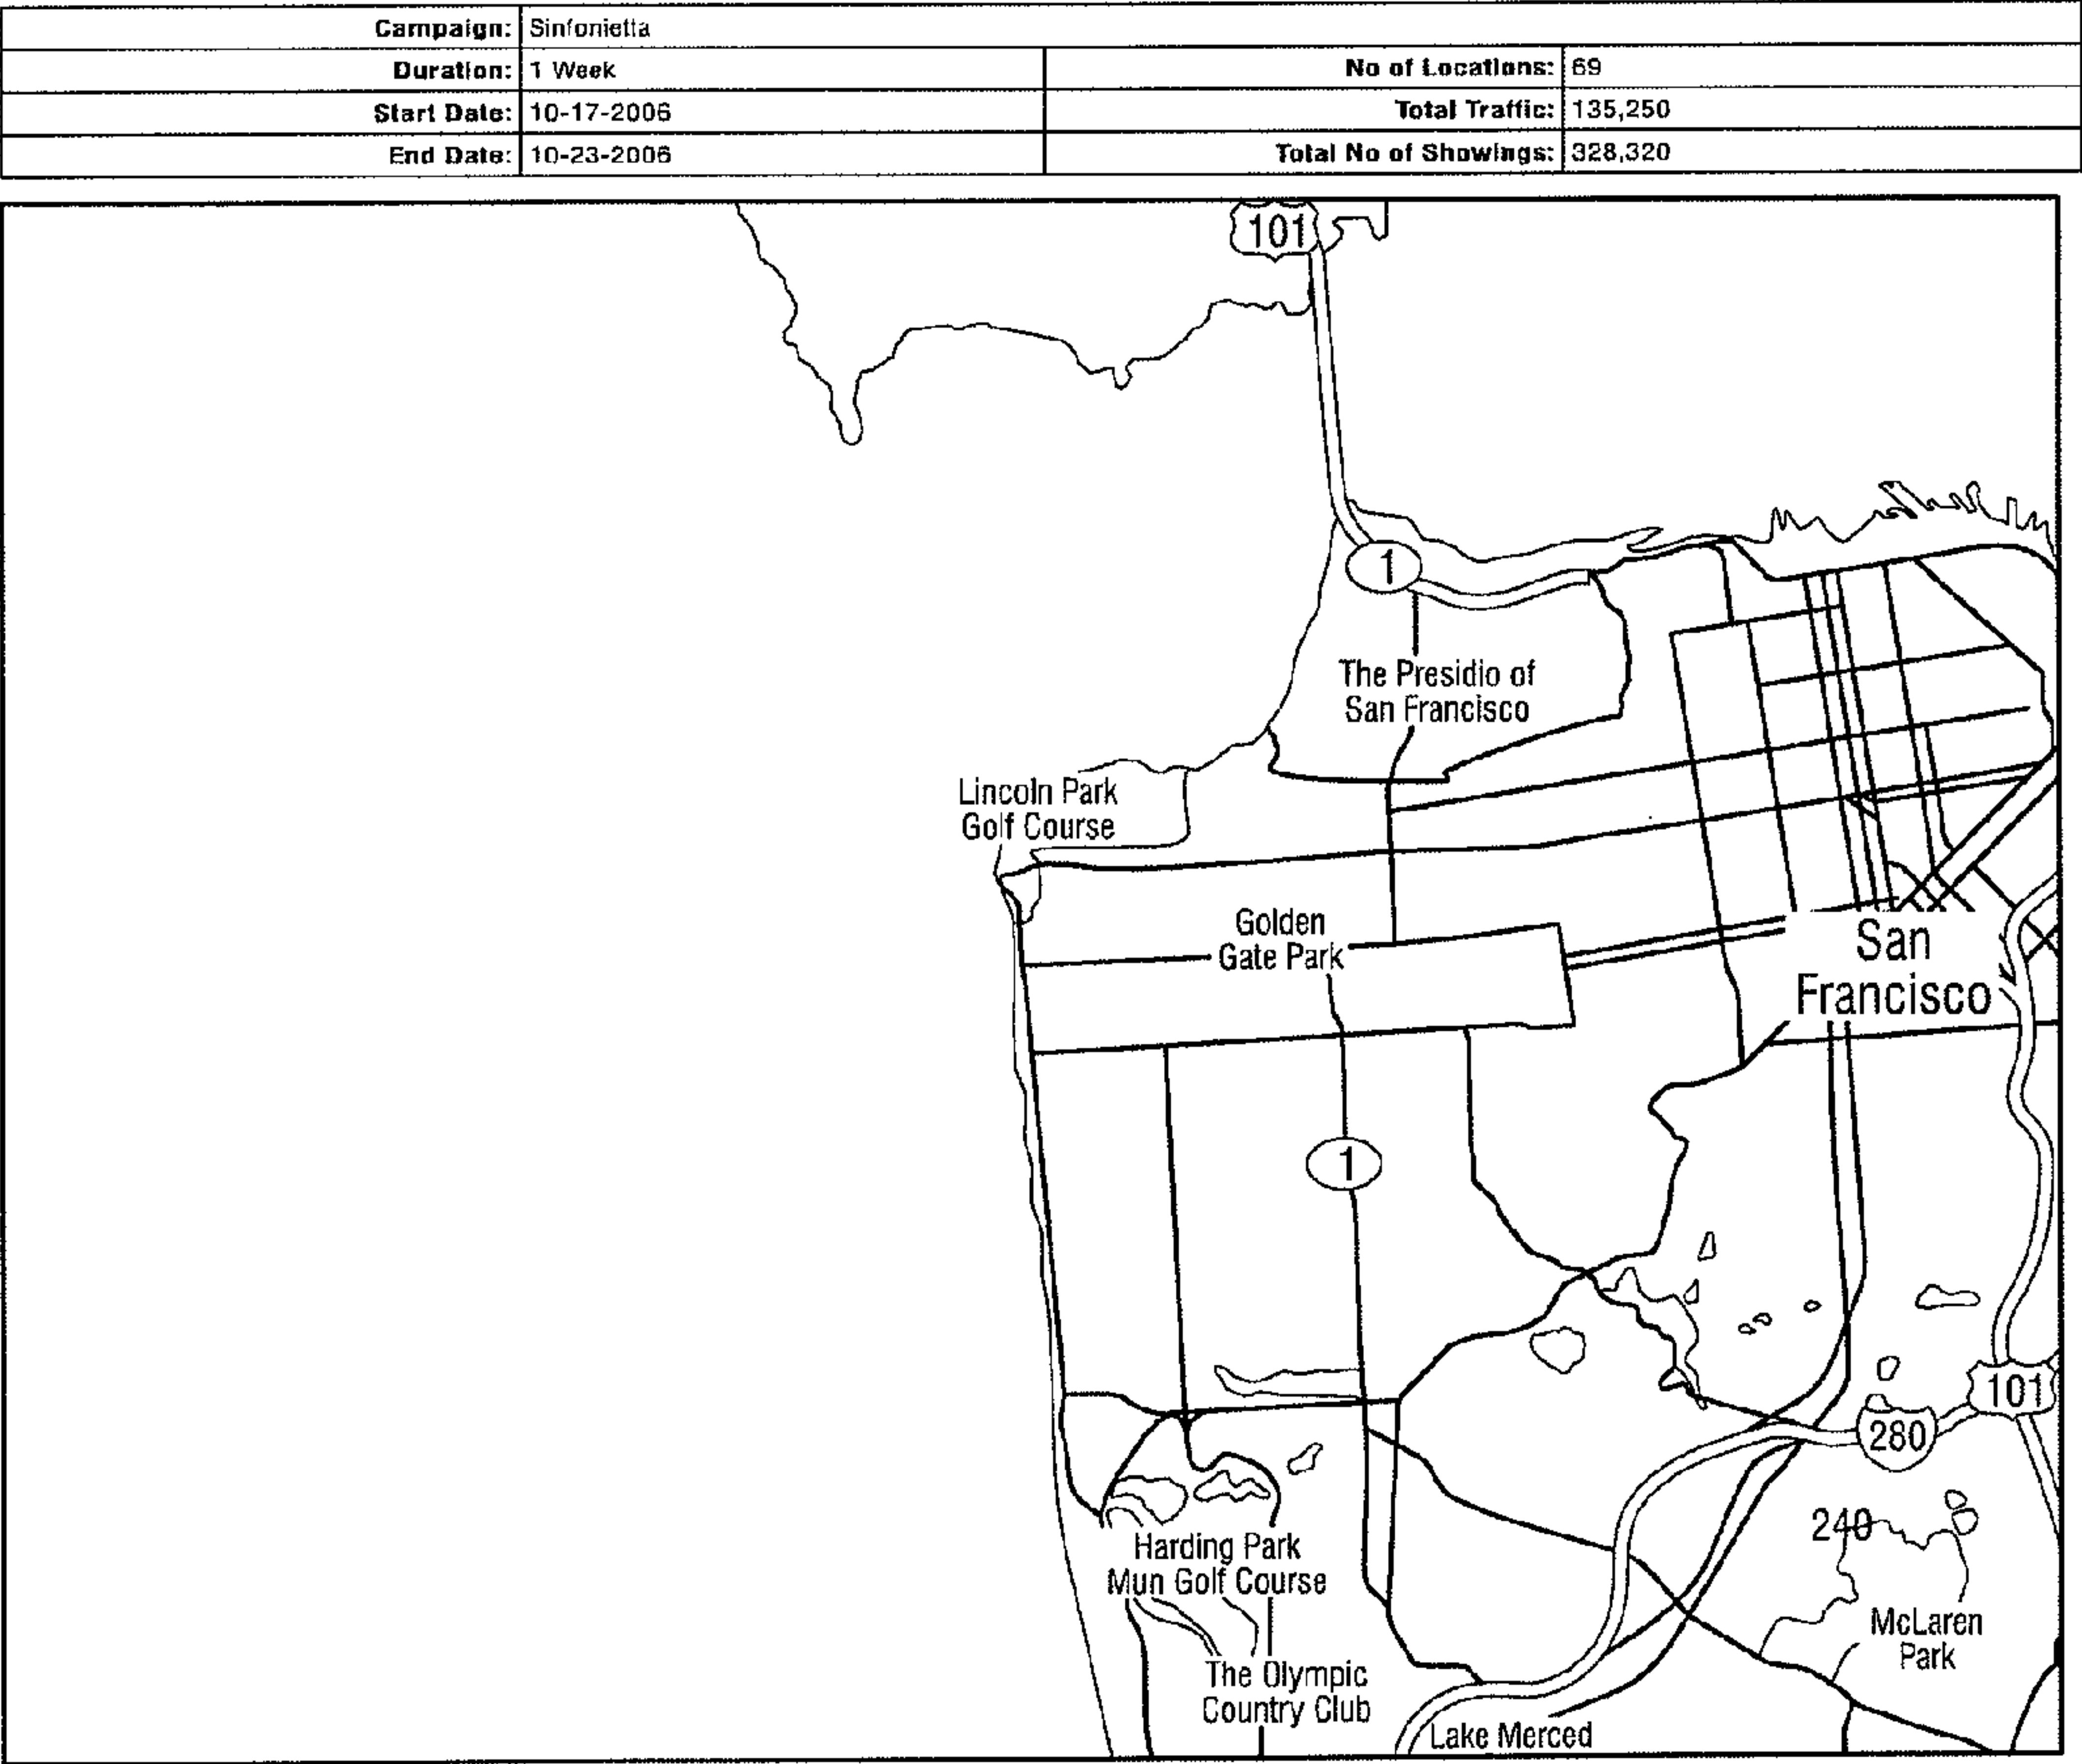 Campaign: Sinfonietta
Duration: 1 Week No of Locations: 69
Start Date: 10-17-2006 Total Traffic: 135,250
End Date: 10-23-2006 Total No of Showings: 328,320
101
1
The Presidio of
San Francisco
Lincoln Park
Golf Course
Golden
Gate Park
San
Francisco
1
101
280
240
Harding Park
Mun Golf Course
McLaren
Park
The Olympic
Country Club
Lake Merced